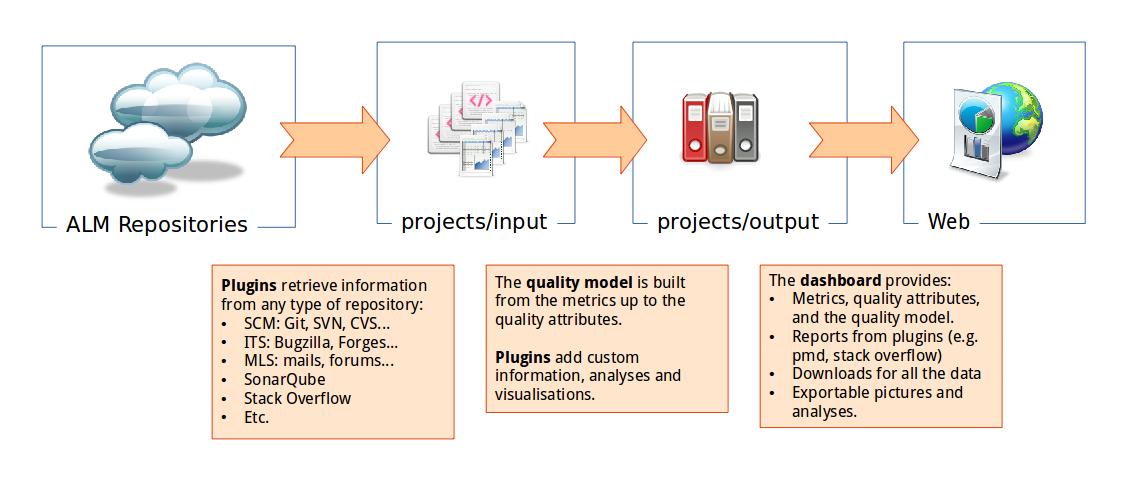 ALM Repositories
projects/input
projects/output
Web
Plugins retrieve information
from any type of repository:
• SCM: Git, SVN, CVS...
• ITS: Bugzilla, Forges...
• MLS: mails, forums...
• SonarQube
• Stack Overflow
• Etc.
The quality model is built
from the metrics up to the
quality attributes.
Plugins add custom
information, analyses and
visualisations.
The dashboard provides:
• Metrics, quality attributes,
and the quality model.
• Reports from plugins (e.g.
pmd, stack overflow)
• Downloads for all the data
• Exportable pictures and
analyses.